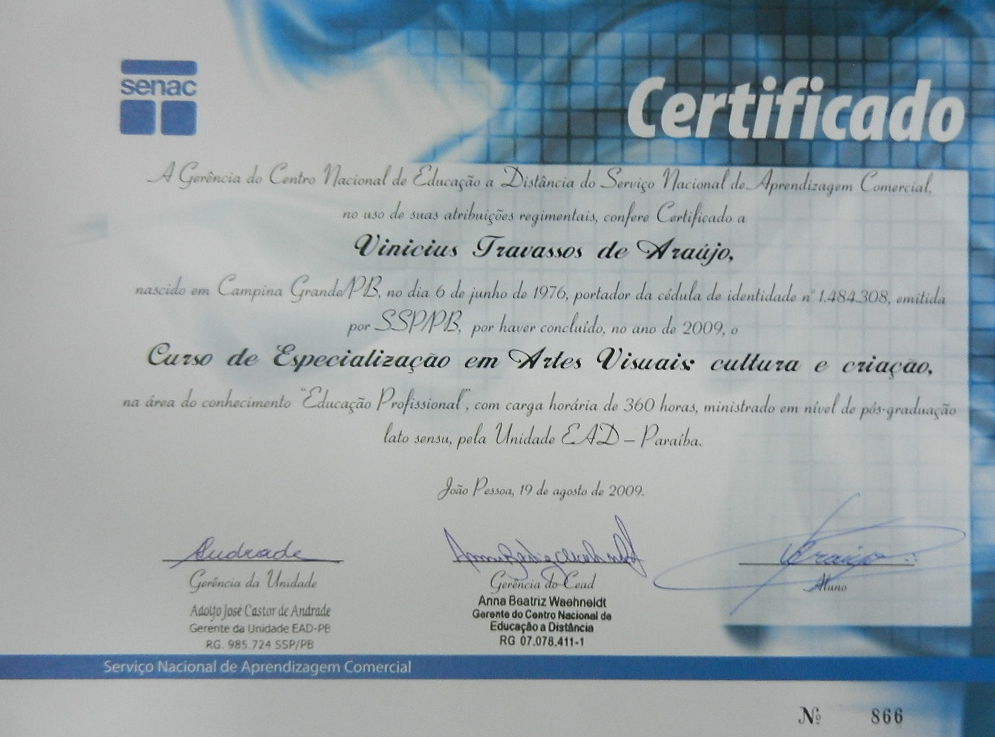 senac
Certificado
A Gerência do Centro Nacional de Educação a Distância do Serviço Nacional de Aprendizagem Comercial,
no uso de suas atribuições regimentais, confere Certificado a
Vinicius Travassos de Araújo,
nascido em Campina Grande/PB, no dia 6 de junho de 1976, portador da cédula de identidade nº 1.484.308, emitida
por SSP/PB, por haver concluído, no ano de 2009, o
Curso de Especialização em Artes Visuais: cultura e criação,
na área do conhecimento "Educação Profissional", com carga horária de 360 horas, ministrado em nível de pós-graduação
lato sensu, pela Unidade EAD – Paraiba.
João Pessoa, 19 de agosto de 2009.
Andrade
Araújo
Gerência da Unidade
Gerência do Cead
Aluno
Adolfo José Castor de Andrade
Gerente da Unidade EAD-PB
RG. 985.724 SSP/PB
Anna Beatriz Waehneldt
Gerente do Centro Nacional de
Educação a Distância
RG 07.078.411-1
Serviço Nacional de Aprendizagem Comercial
Nº 866